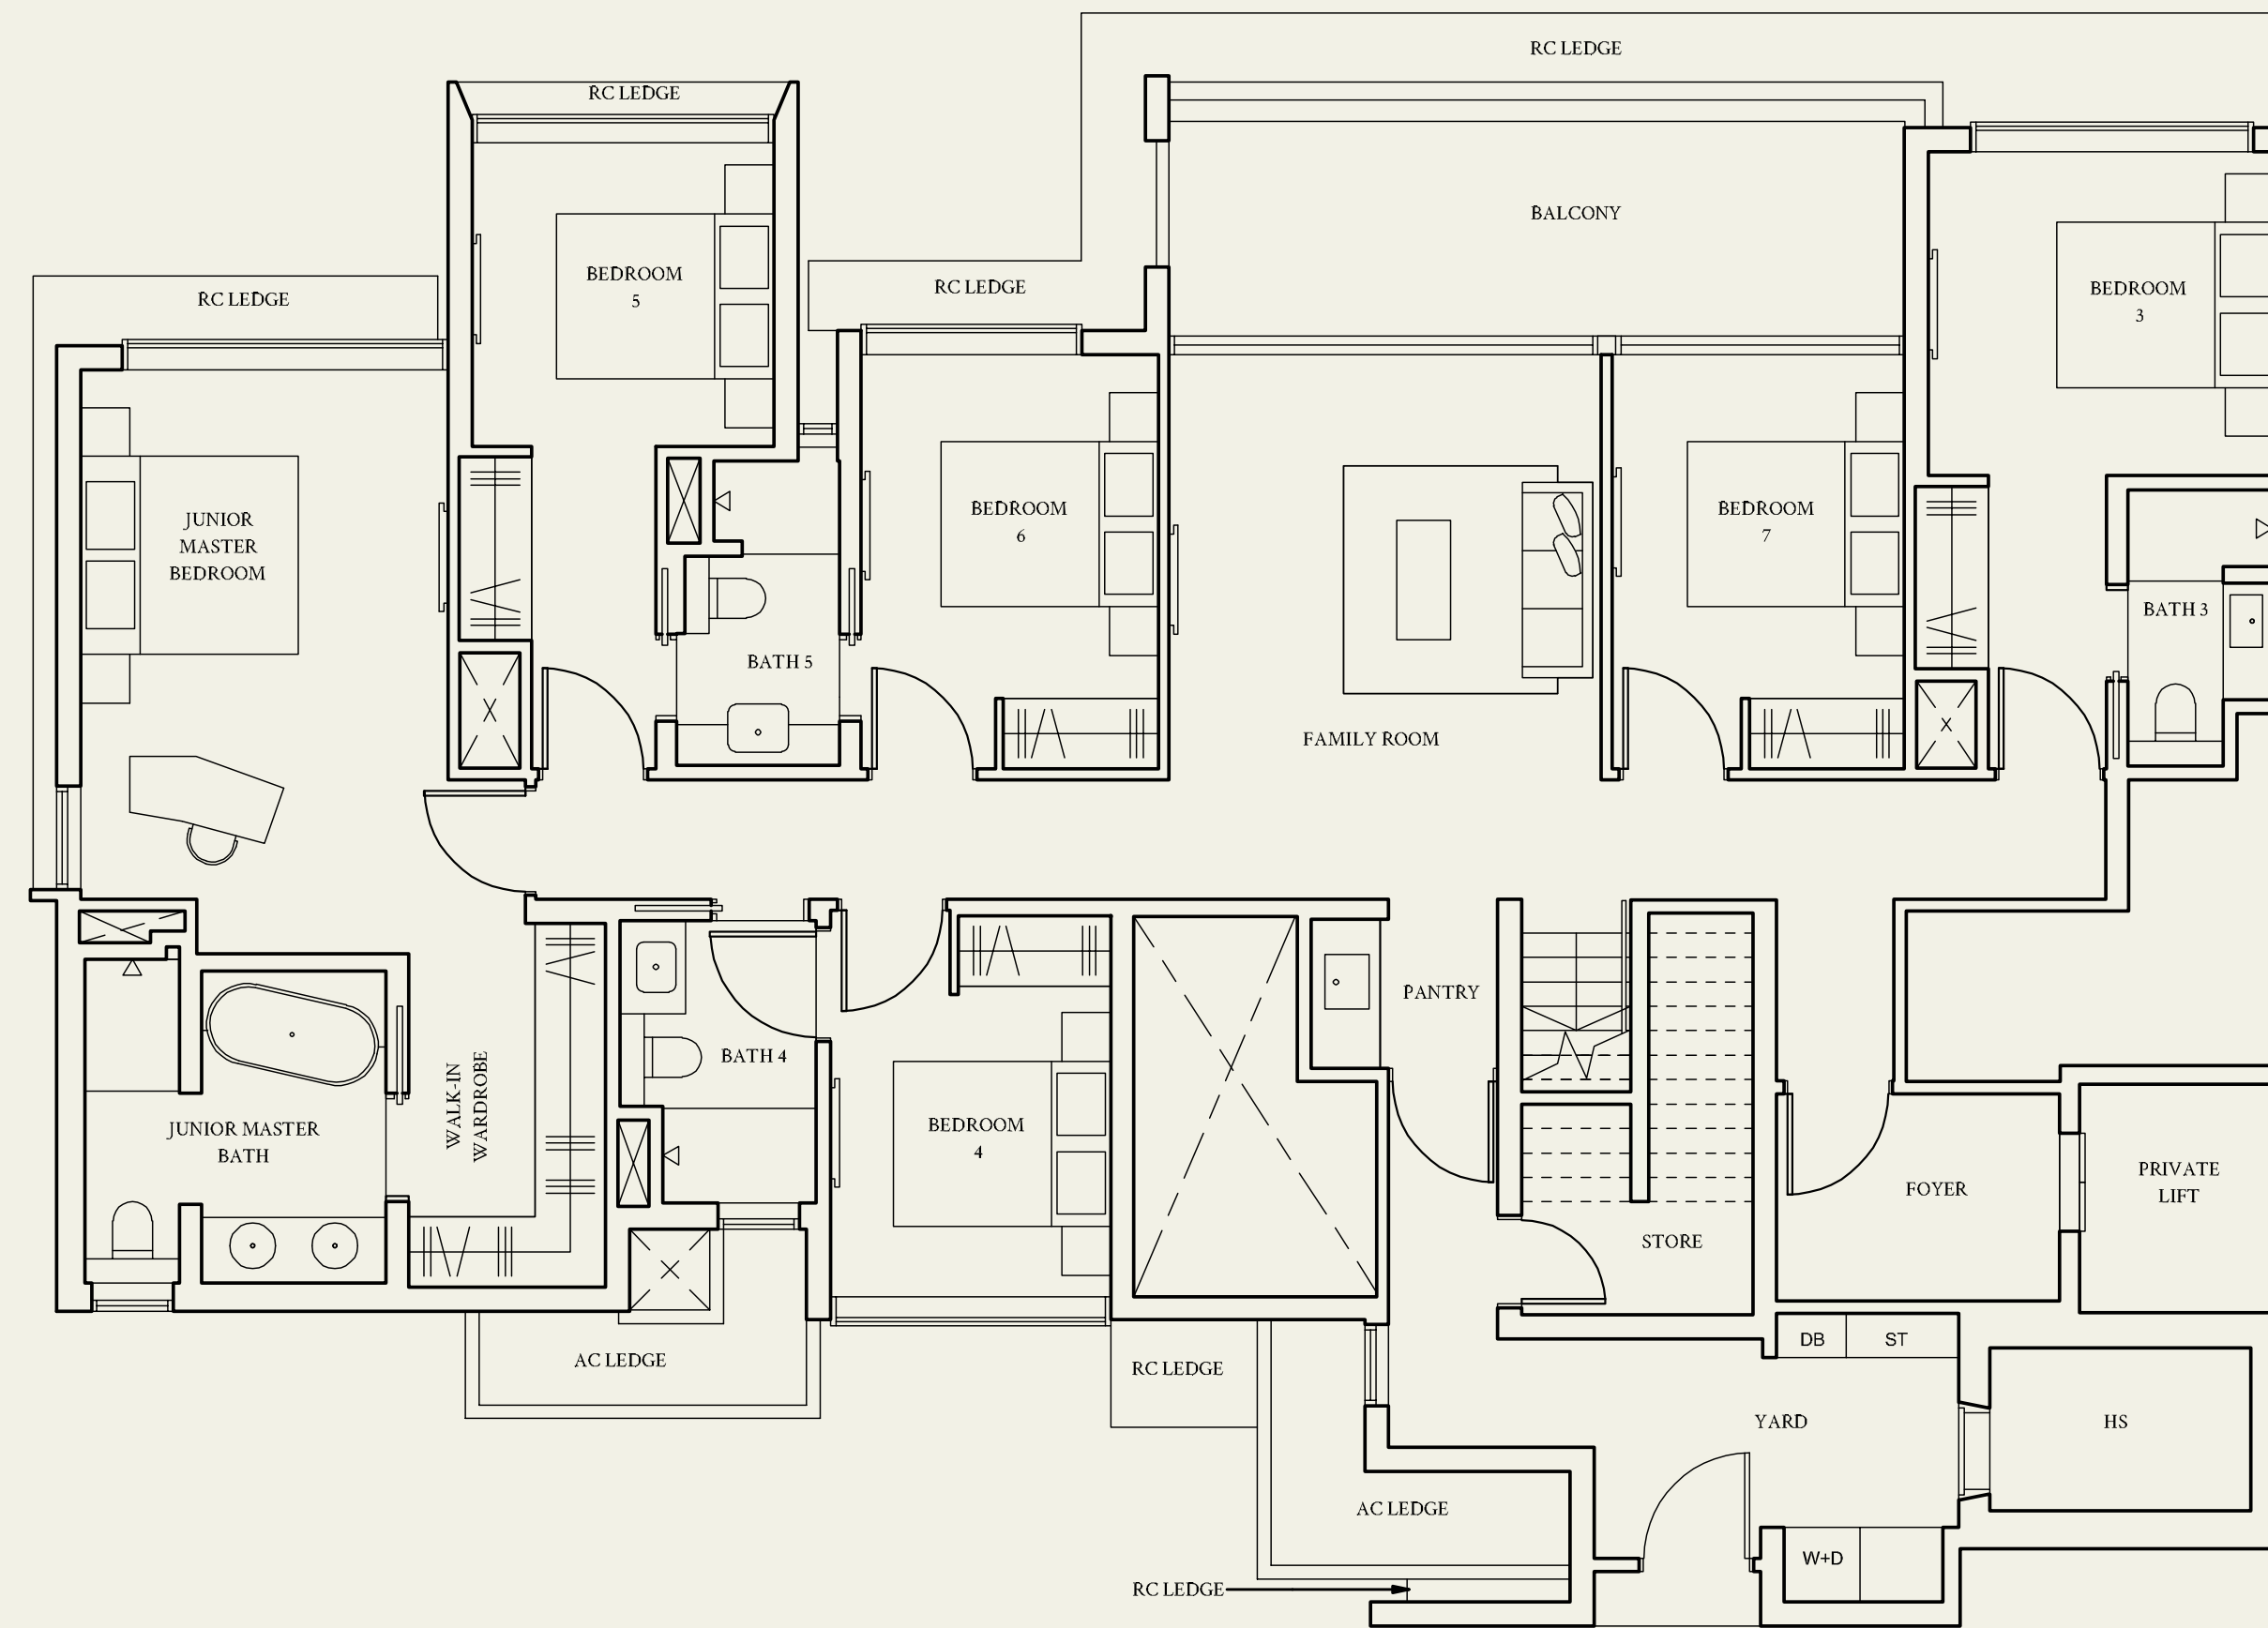 RC LEDGE
RC LEDGE
BALCONY
BEDROOM
5
RC LEDGE
BEDROOM
3
RC LEDGE
JUNIOR
MASTER
BEDROOM
BEDROOM
6
BEDROOM
7
BATH 3
BATH 5
FAMILY ROOM
PANTRY
BATH 4
WALK-IN
WARDROBE
BEDROOM
4
JUNIOR MASTER
BATH
FOYER
PRIVATE
LIFT
STORE
DB
ST
AC LEDGE
RC LEDGE
YARD
HS
AC LEDGE
W+D
RC LEDGE